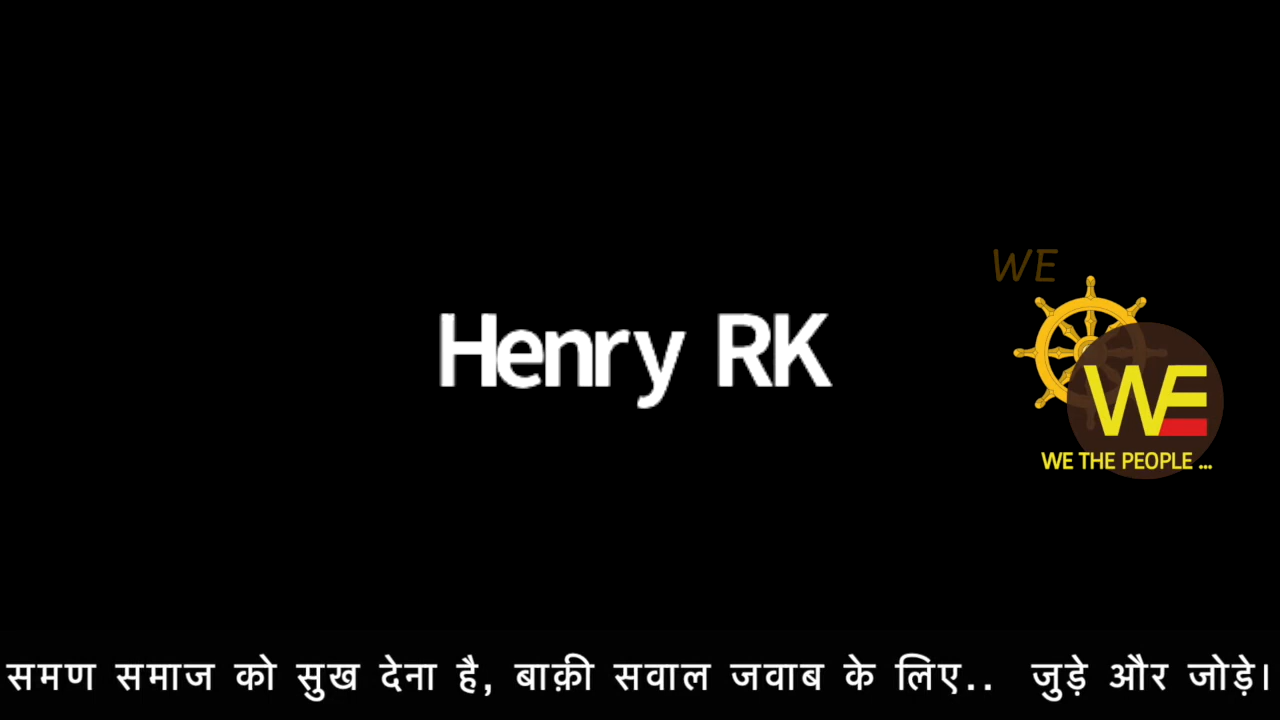 WE
Henry RK
WE
WE THE PEOPLE ...
समण समाज को सुख देना है, बाक़ी सवाल जवाब के लिए.. जुड़े और जोड़े।